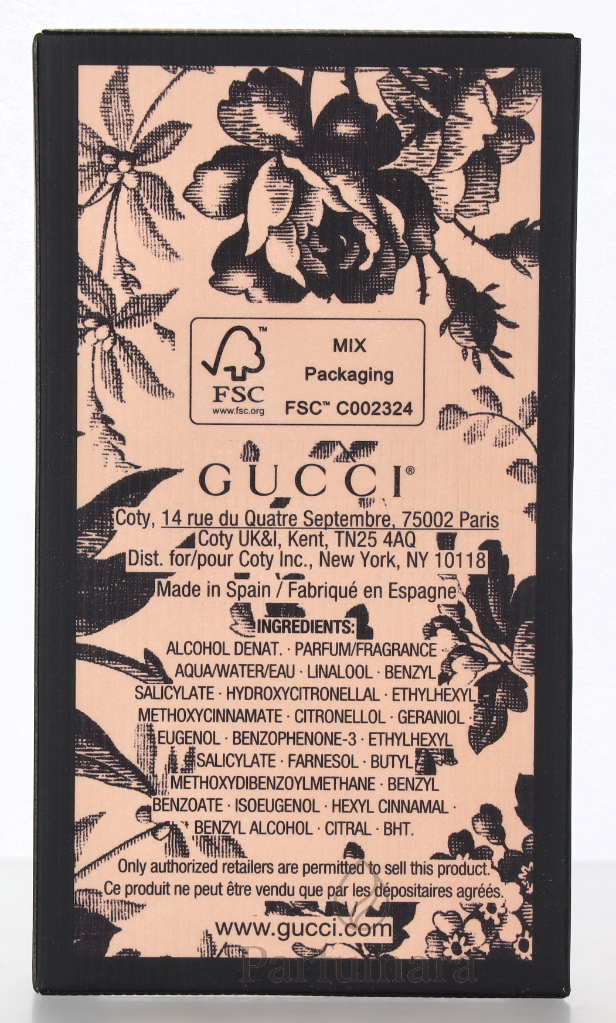 MIX
Packaging
FSC™ C002324
FSC
www.fsc.org
GUCCI®
Coty, 14 rue du Quatre Septembre, 75002 Paris
Coty UK&I, Kent, TN25 4AQ
Dist. for/pour Coty Inc., New York, NY 10118
Made in Spain / Fabriqué en Espagne
INGREDIENTS:
ALCOHOL DENAT. · PARFUM/FRAGRANCE ·
AQUA/WATER/EAU · LINALOOL · BENZYL
SALICYLATE · HYDROXYCITRONELLAL · ETHYLHEXYL
METHOXYCINNAMATE · CITRONELLOL · GERANIOL ·
EUGENOL · BENZOPHENONE-3 · ETHYLHEXYL
SALICYLATE · FARNESOL · BUTYL
METHOXYDIBENZOYLMETHANE · BENZYL
BENZOATE · ISOEUGENOL · HEXYL CINNAMAL ·
BENZYL ALCOHOL · CITRAL · BHT.
Only authorized retailers are permitted to sell this product.
Ce produit ne peut être vendu que par les dépositaires agréés.
www.gucci.com
Parfumara